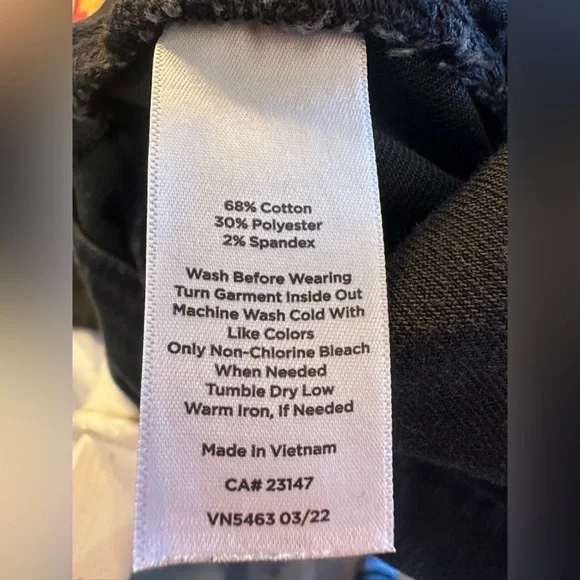 68% Cotton
30% Polyester
2% Spandex
Wash Before Wearing
Turn Garment Inside Out
Machine Wash Cold With
Like Colors
Only Non-Chlorine Bleach
When Needed
Tumble Dry Low
Warm Iron, If Needed
Made In Vietnam
CA# 23147
VN5463 03/22